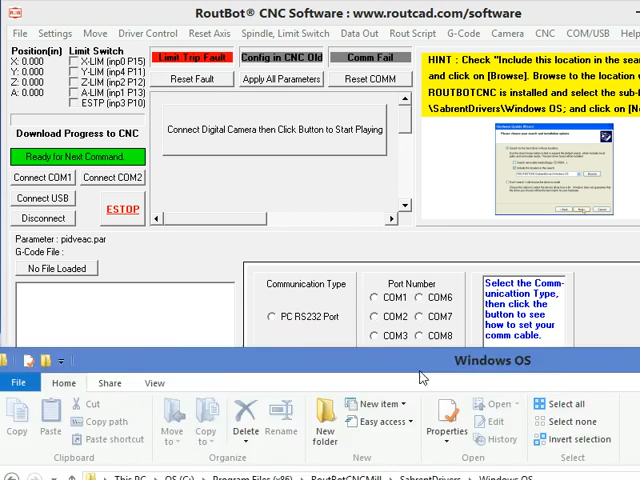 RoutBot® CNC Software : www.routcad.com/software
File Settings Move Driver Control Reset Axis Spindle, Limit Switch Data Out Rout Script G-Code CNC COM/USB Window
Position(in) Limit Switch
X: 0.000 X-LIM (inp0 P15)
Y: 0.000 Y-LIM (inp4 P11)
Z: 0.000 Z-LIM (inp2 P12)
A: 0.000 A-LIM (inp1 P13)
ESTP (inp3 P10)
Limit Trip Fault Config in CNC Old Comm Fail
Reset Fault Apply All Parameters Reset COMM
HINT : Check "Include this location in the sear
and click on [Browse]. Browse to the location
ROUTBOTCNC is installed and select the sub-f
\SabrentDrivers\Windows OS; and click on [N
Connect Digital Camera then Click Button to Start Playing
Download Progress to CNC
Ready for Next Command.
Connect COM1 Connect COM2
Connect USB
ESTOP
Disconnect
Parameter : pidveac.par
G-Code File :
No File Loaded
Communication Type Port Number
COM1 COM6
PC RS232 Port COM2 COM7
COM3 COM8
Select the Comm-
unicattion Type,
then click the
button to see
how to set your
comm cable.
Windows OS
File Home Share View
Copy Paste Cut
Copy path
Paste shortcut
Move to Copy to Delete Rename
New folder New item
Easy access
Properties Open
Edit
History
Select all
Select none
Invert selection
Clipboard Organize New Open Select
This PC OS (C:) Program Files (x86) RoutBotCNCMill SabrentDrivers Windows OS